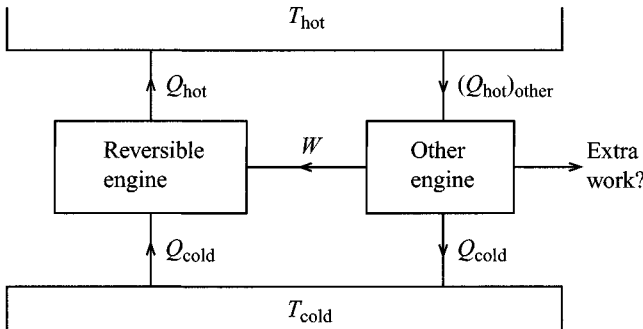 T_hot
Q_hot
(Q_hot)_other
Reversible
engine
W
Other
engine
Extra
work?
Q_cold
Q_cold
T_cold